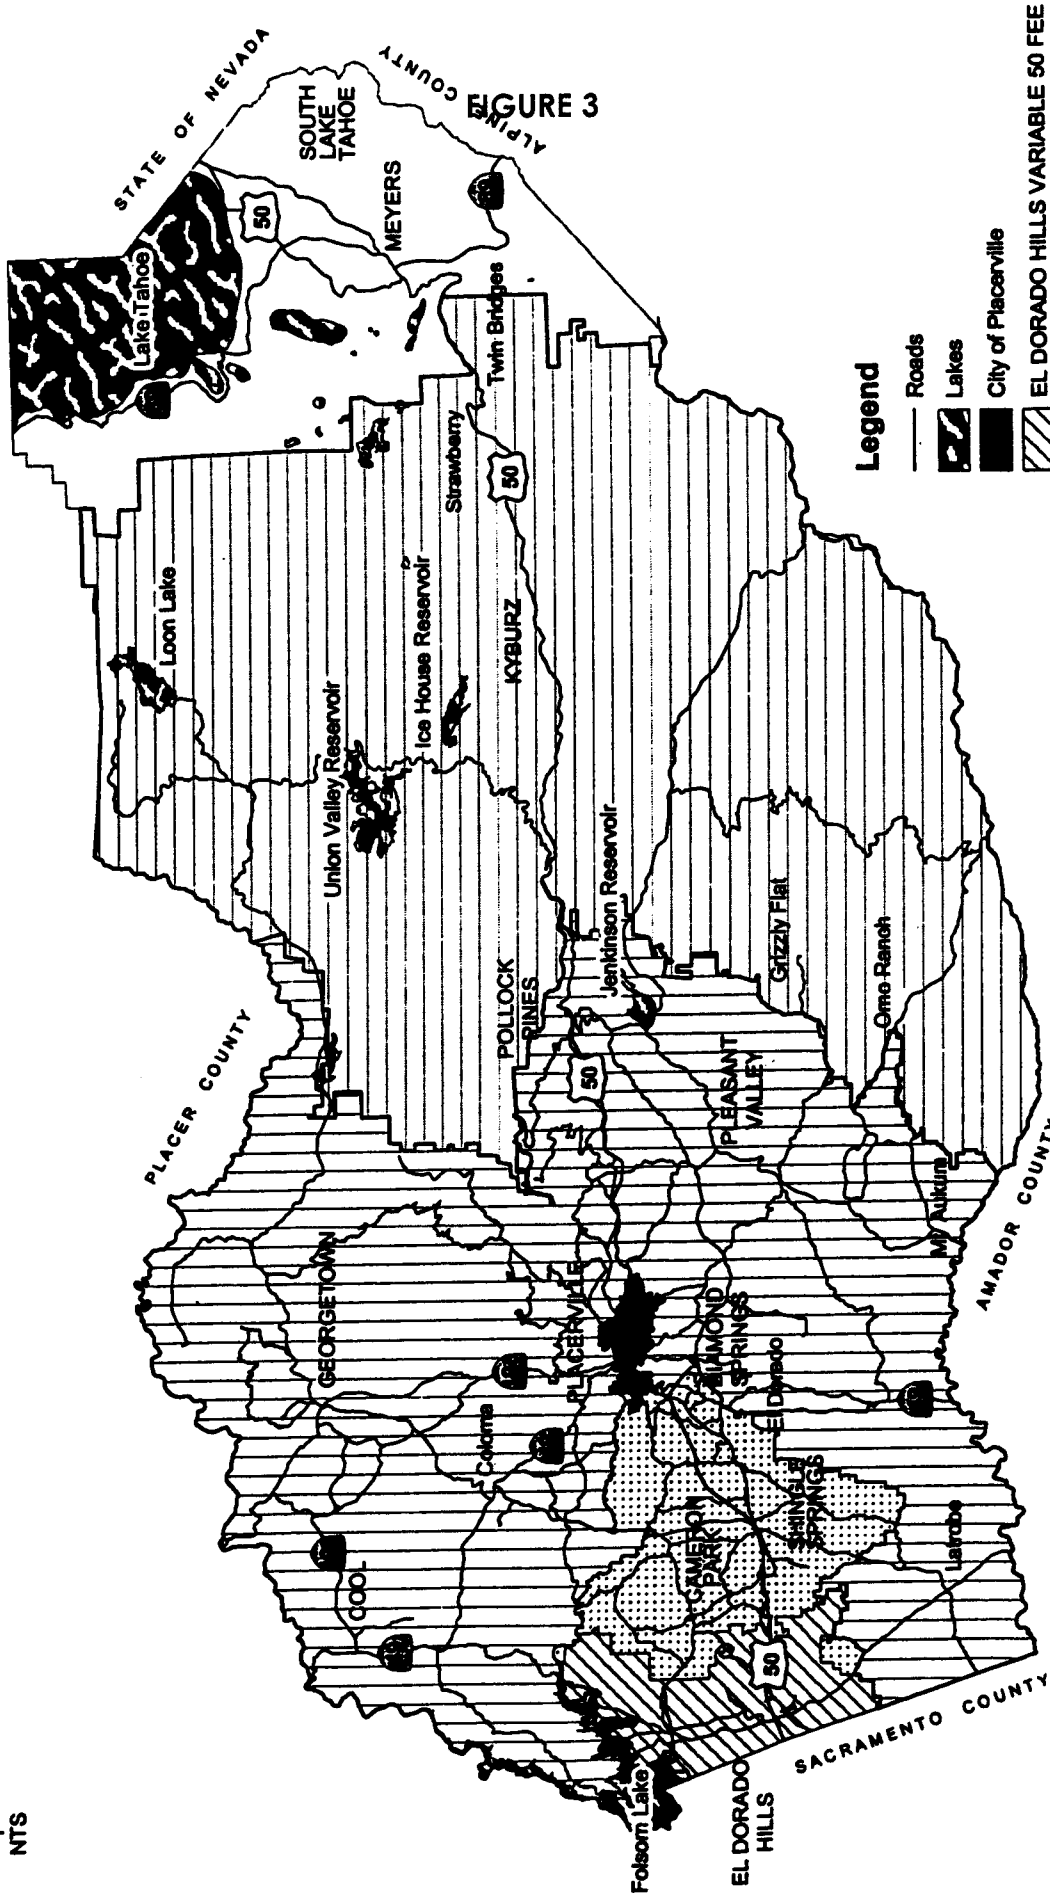 FIGURE 3
NTS
STATE OF NEVADA
ALPINE COUNTY
PLACER COUNTY
AMADOR COUNTY
SACRAMENTO COUNTY
Lake Tahoe
SOUTH
LAKE
TAHOE
50
MEYERS
Twin Bridges
Strawberry
50
Loon Lake
Union Valley Reservoir
Ice House Reservoir
KYBURZ
Jenkinson Reservoir
Grizzly Flat
Omo Ranch
POLLOCK
PINES
50
PLEASANT
VALLEY
Mt Aukum
GEORGETOWN
PLACERVILLE
DIAMOND
SPRINGS
El Dorado
Coloma
COOL
CAMERON
PARK
SHINGLE
SPRINGS
Latrobe
50
Folsom Lake
EL DORADO
HILLS
Legend
Roads
Lakes
City of Placerville
EL DORADO HILLS VARIABLE 50 FEE